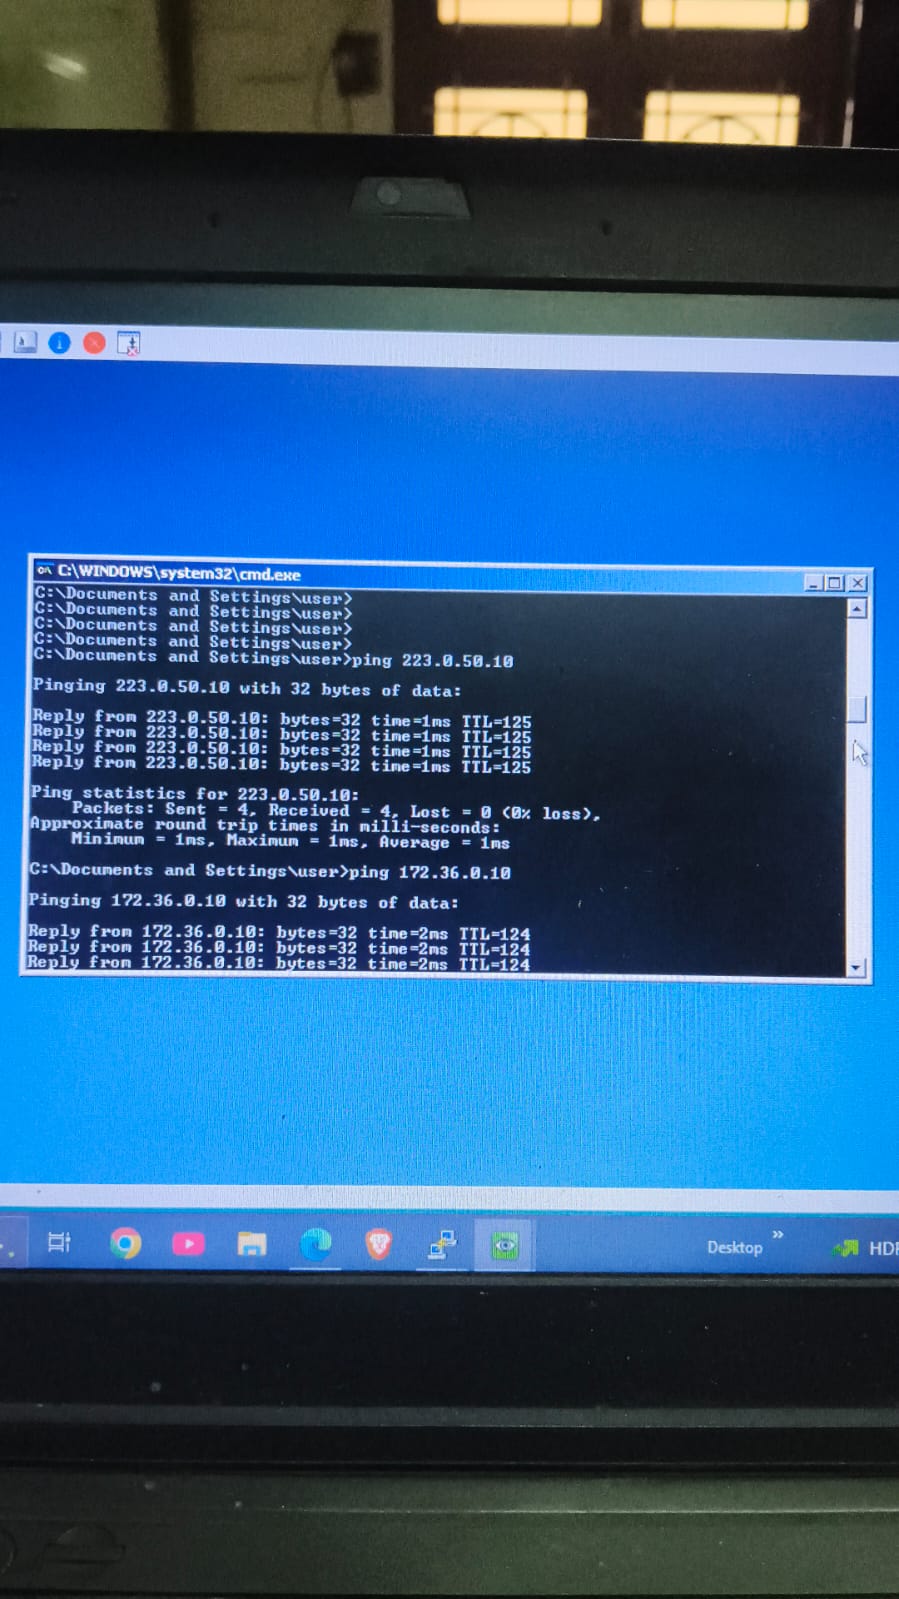 C:\WINDOWS\system32\cmd.exe
C:\Documents and Settings\user>
C:\Documents and Settings\user>
C:\Documents and Settings\user>
C:\Documents and Settings\user>
C:\Documents and Settings\user>ping 223.0.50.10
Pinging 223.0.50.10 with 32 bytes of data:
Reply from 223.0.50.10: bytes=32 time=1ms TTL=125
Reply from 223.0.50.10: bytes=32 time=1ms TTL=125
Reply from 223.0.50.10: bytes=32 time=1ms TTL=125
Reply from 223.0.50.10: bytes=32 time=1ms TTL=125
Ping statistics for 223.0.50.10:
Packets: Sent = 4, Received = 4, Lost = 0 (0% loss),
Approximate round trip times in milli-seconds:
Minimum = 1ms, Maximum = 1ms, Average = 1ms
C:\Documents and Settings\user>ping 172.36.0.10
Pinging 172.36.0.10 with 32 bytes of data:
Reply from 172.36.0.10: bytes=32 time=2ms TTL=124
Reply from 172.36.0.10: bytes=32 time=2ms TTL=124
Reply from 172.36.0.10: bytes=32 time=2ms TTL=124
Desktop